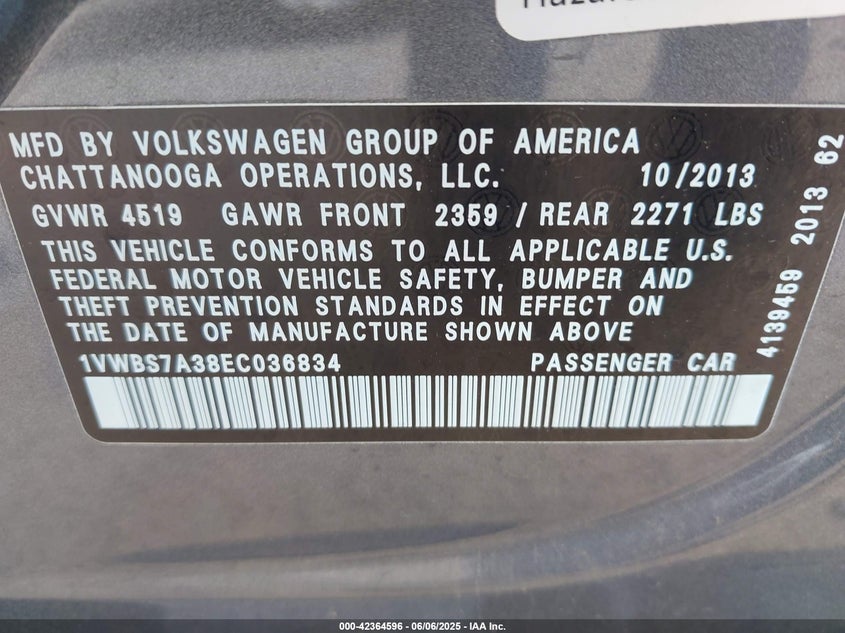 MFD BY VOLKSWAGEN GROUP OF AMERICA
CHATTANOOGA OPERATIONS, LLC. 10/2013
GVWR 4519 GAWR FRONT 2359 / REAR 2271 LBS
THIS VEHICLE CONFORMS TO ALL APPLICABLE U.S.
FEDERAL MOTOR VEHICLE SAFETY, BUMPER AND
THEFT PREVENTION STANDARDS IN EFFECT ON
THE DATE OF MANUFACTURE SHOWN ABOVE
1VWBS7A38EC036834 PASSENGER CAR
4139459 2013 62
000-42364596 - 06/06/2025 - IAA Inc.